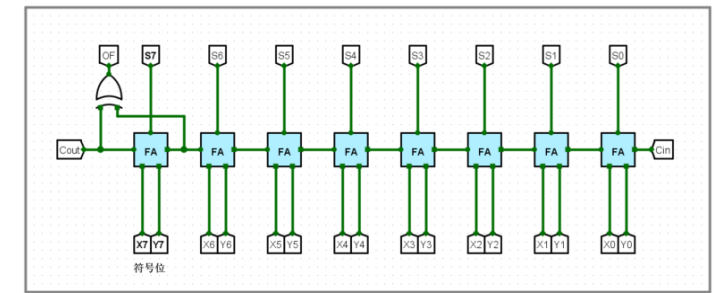 OF S7 S6 S5 S4 S3 S2 S1 S0
Cout FA FA FA FA FA FA FA FA Cin
X7 Y7 X6 Y6 X5 Y5 X4 Y4 X3 Y3 X2 Y2 X1 Y1 X0 Y0
符号位